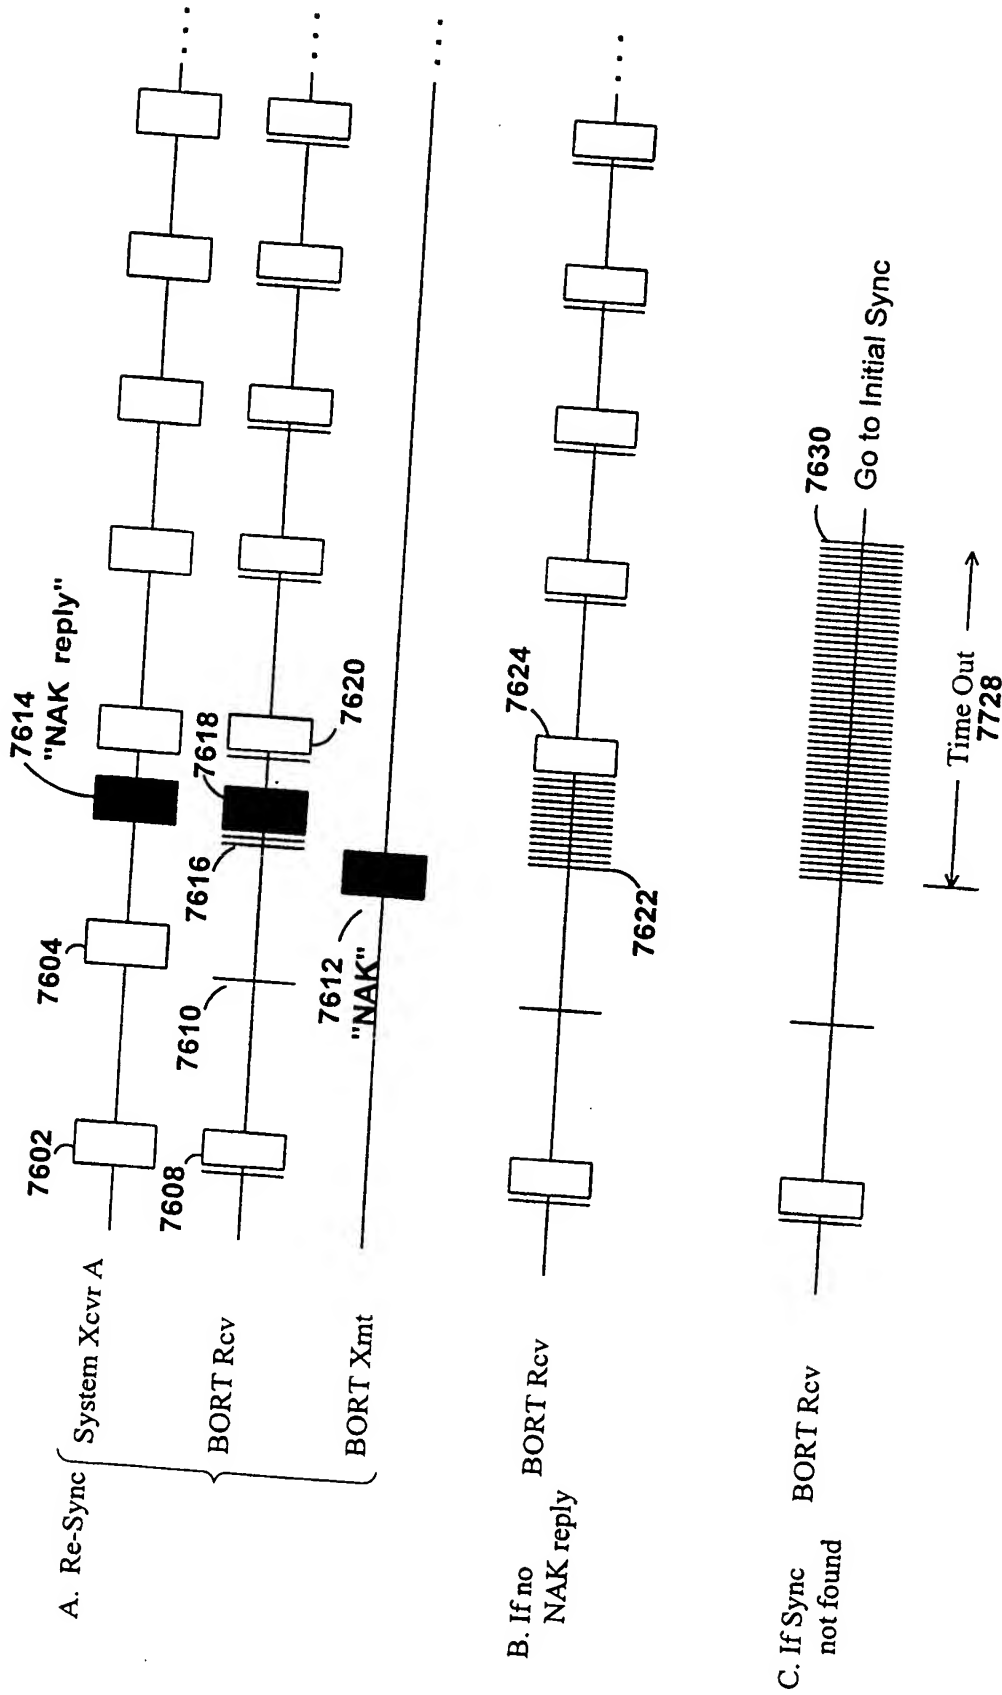 A. Re-Sync
System Xcvr A
7602
7604
7614
"NAK reply"
BORT Rcv
7608
7610
7616
7618
7620
BORT Xmt
7612
"NAK"
B. If no
NAK reply
BORT Rcv
7622
7624
C. If Sync
not found
BORT Rcv
7630
Go to Initial Sync
Time Out
7728